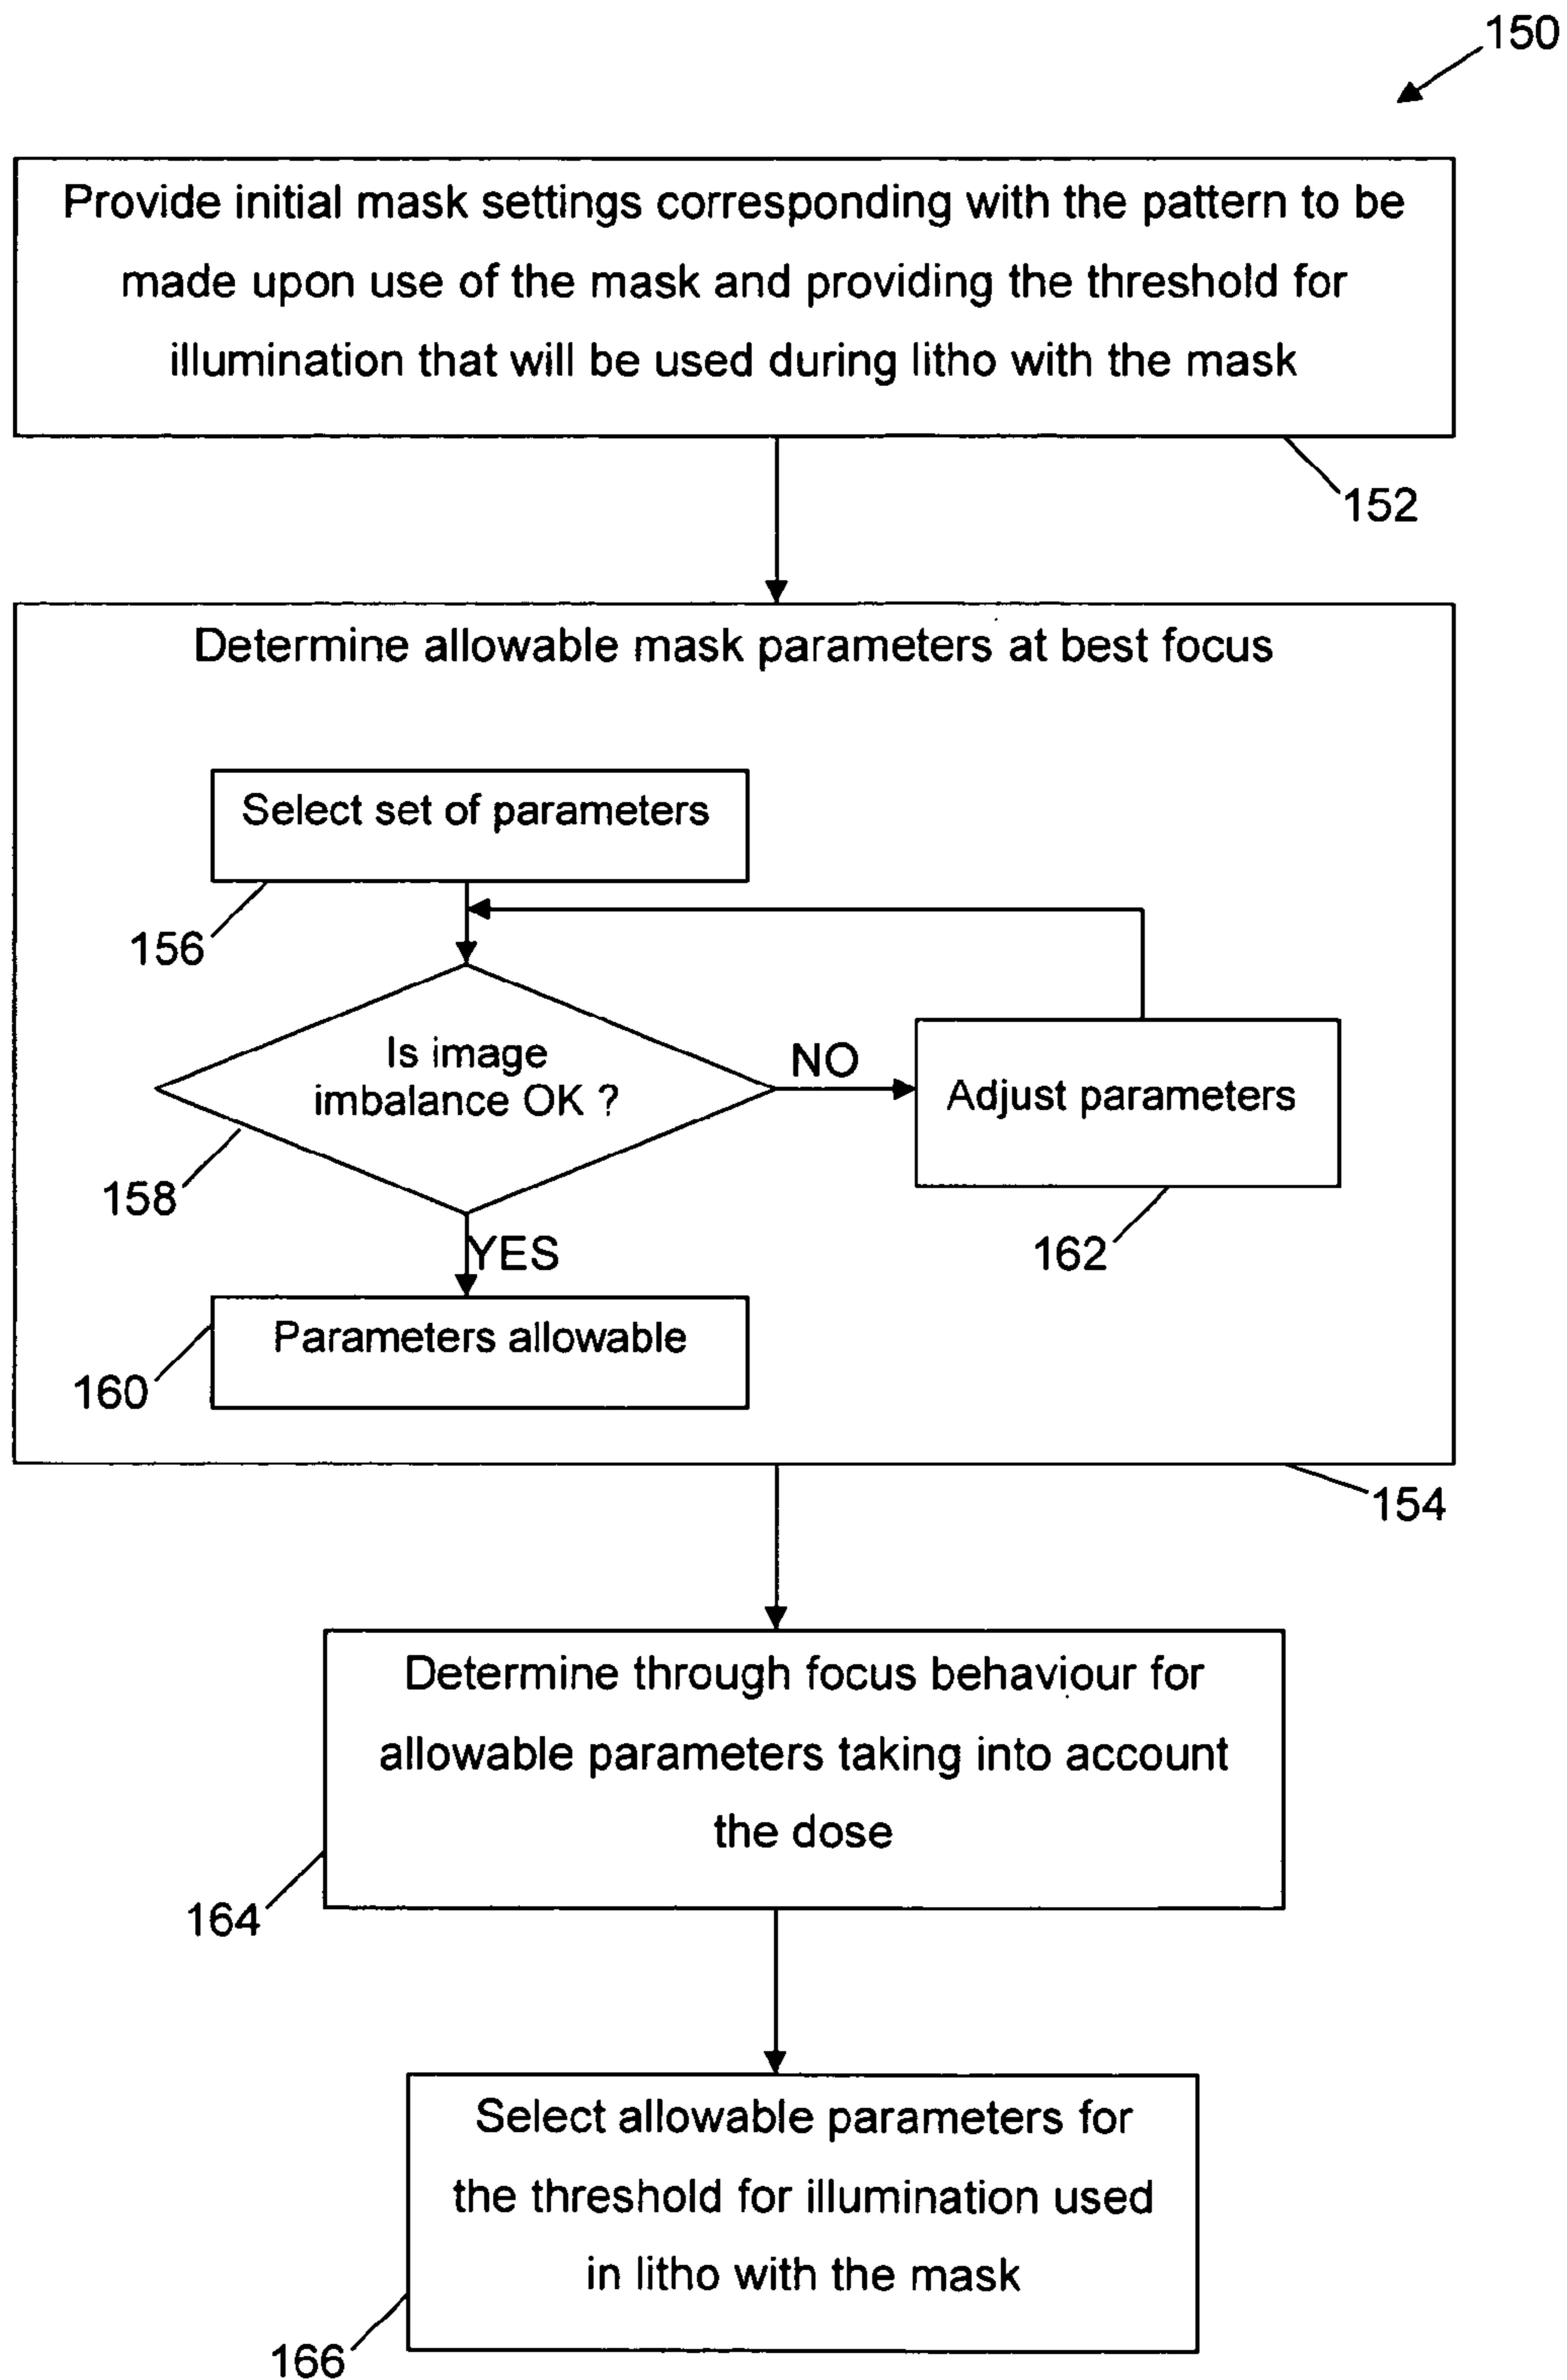 150
Provide initial mask settings corresponding with the pattern to be
made upon use of the mask and providing the threshold for
illumination that will be used during litho with the mask
152
Determine allowable mask parameters at best focus
Select set of parameters
156
Is image
imbalance OK ?
NO
Adjust parameters
158
162
YES
Parameters allowable
160
154
Determine through focus behaviour for
allowable parameters taking into account
the dose
164
Select allowable parameters for
the threshold for illumination used
in litho with the mask
166